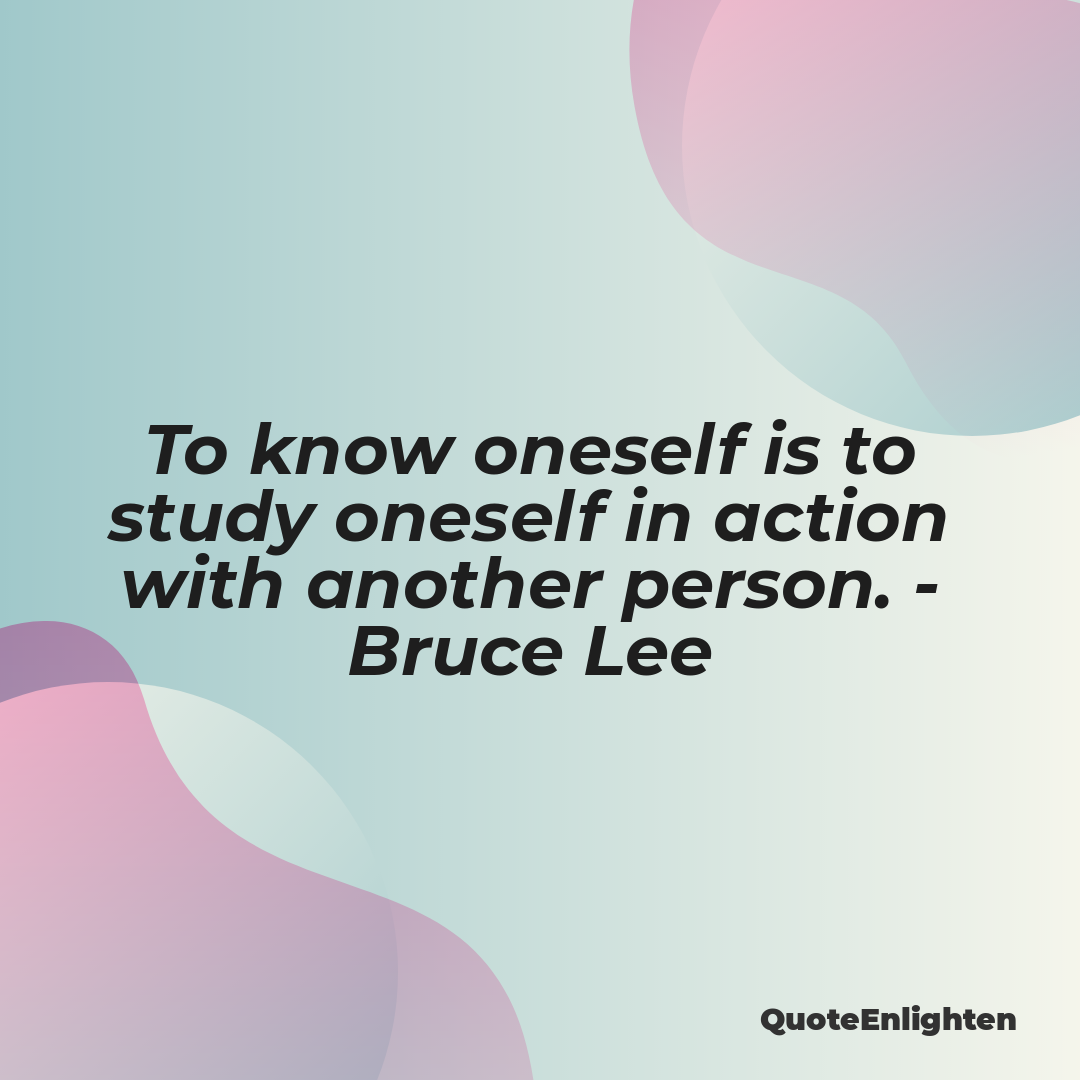 To know oneself is to
study oneself in action
with another person. -
Bruce Lee
QuoteEnlighten